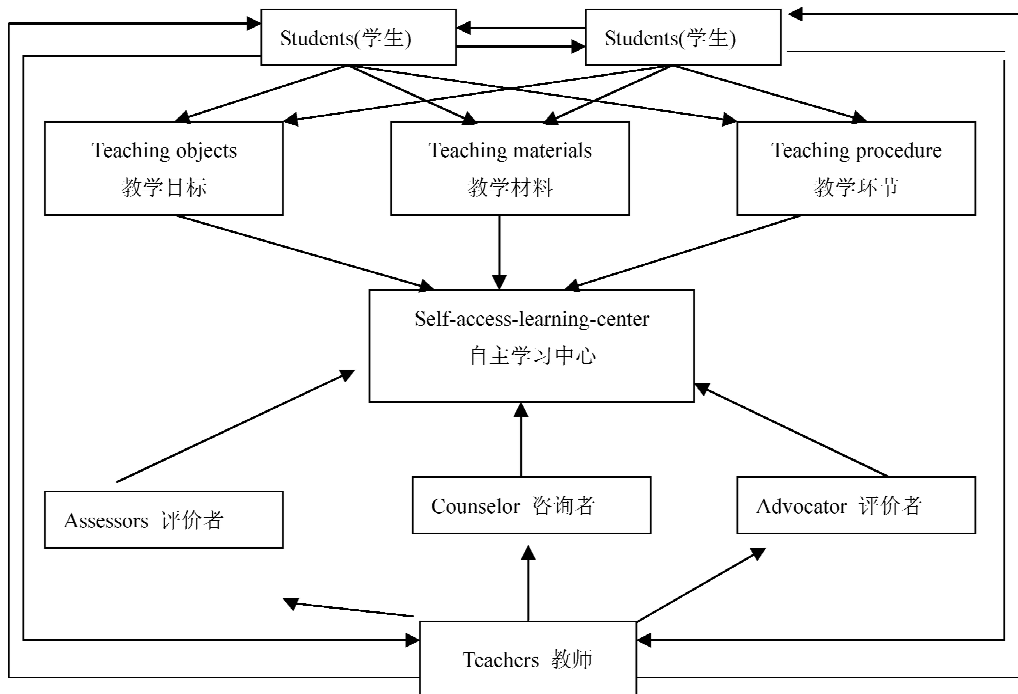 Students(学生)
Students(学生)
Teaching objects
教学目标
Teaching materials
教学材料
Teaching procedure
教学环节
Self-access-learning-center
自主学习中心
Assessors 评价者
Counselor 咨询者
Advocator 评价者
Teachers 教师